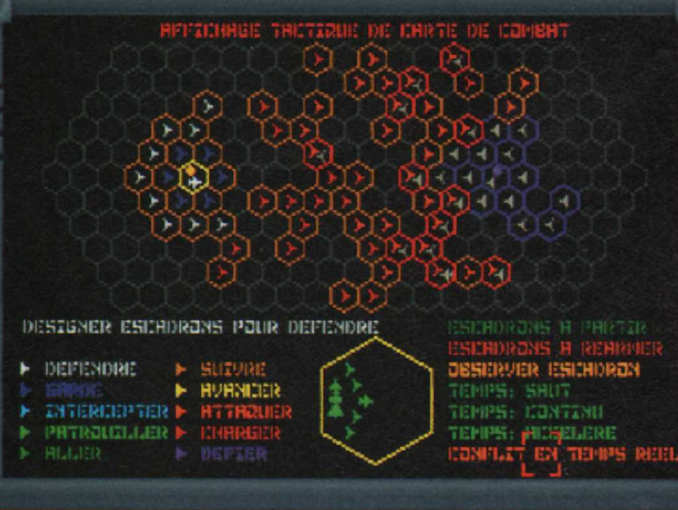 AFFICHAGE TACTIQUE DE CARTE DE COMBAT
DESIGNER ESCADRONS POUR DEFENDRE
DEFENDRE
GARDE
INTERCEPTER
PATROUILLER
ALLER
SUIVRE
AVANCER
ATTAQUER
CHARGER
DEFIER
ESCADRONS A PARTIR
ESCADRONS A REARMER
OBSERVER ESCADRON
TEMPS: SAUT
TEMPS: CONTINU
TEMPS: ACCELERE
CONFLIT EN TEMPS REEL